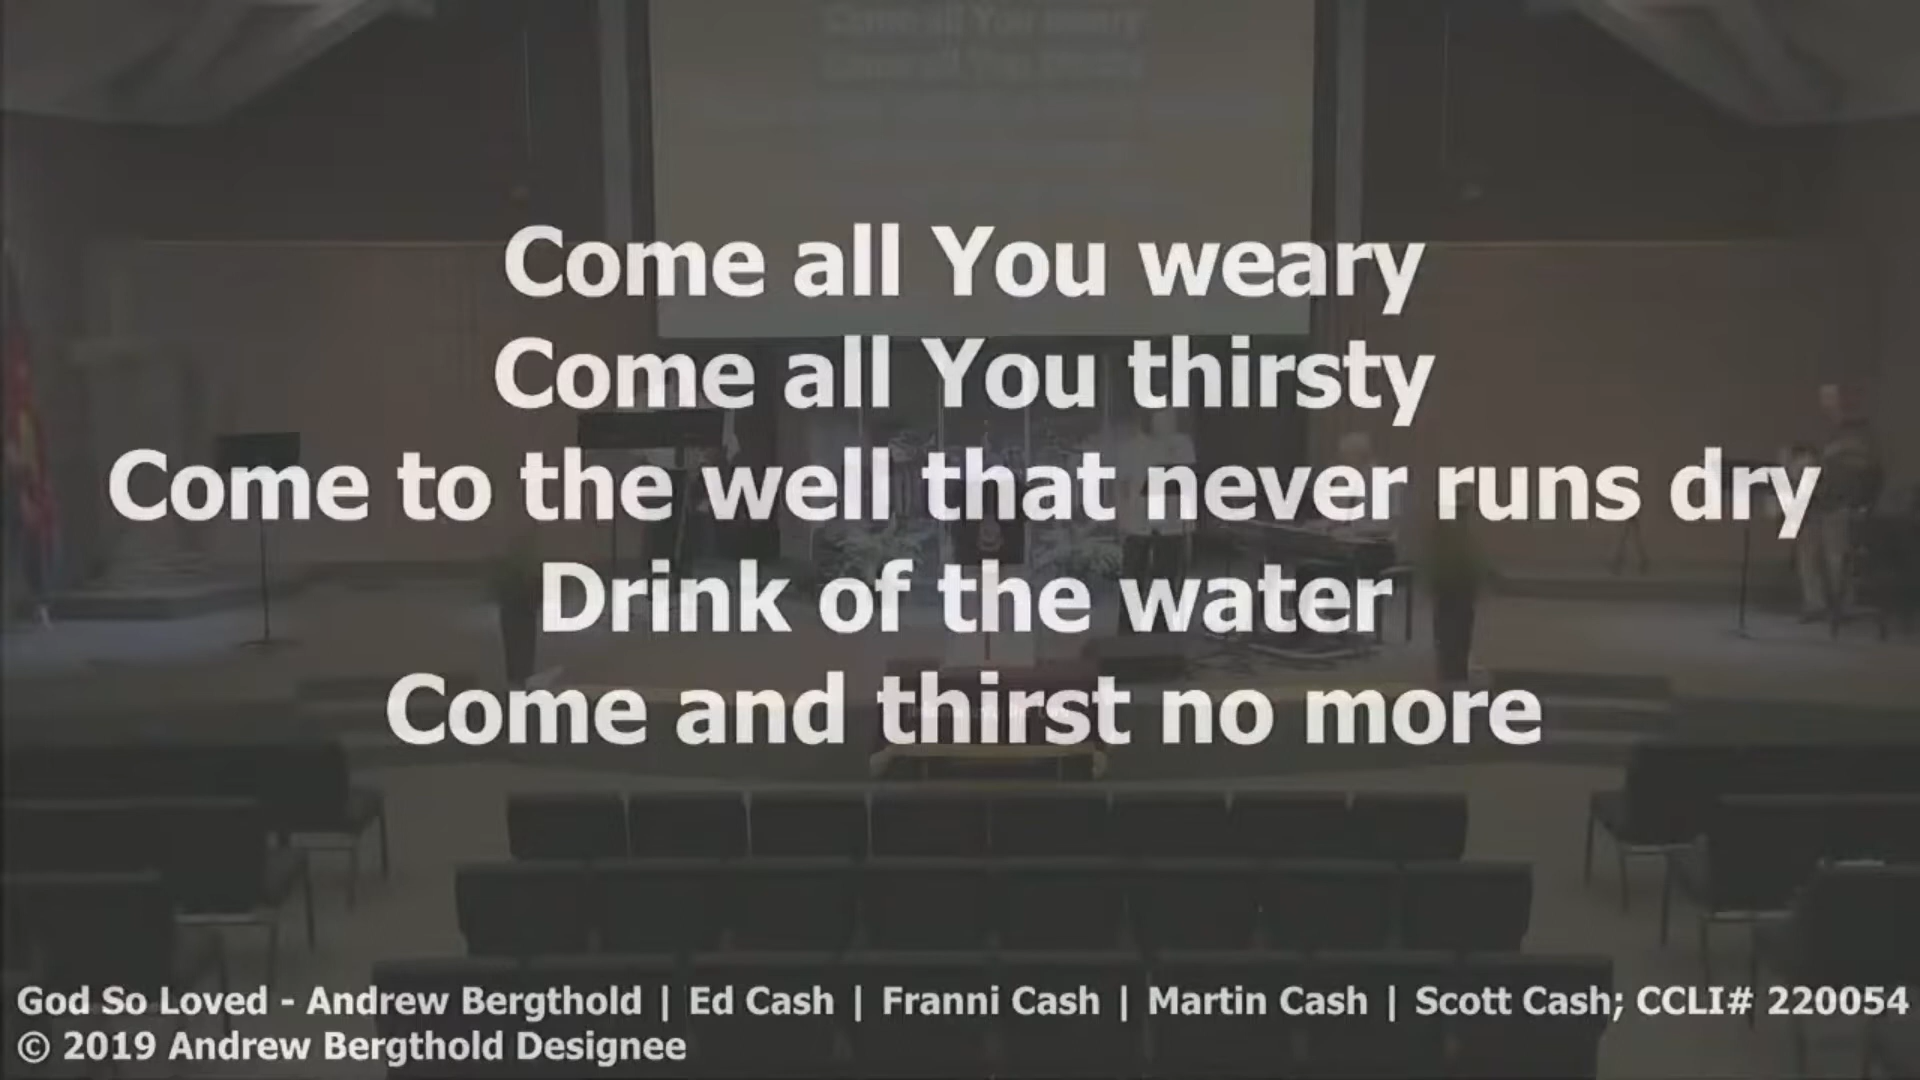 Come all You weary
Come all You thirsty
Come to the well that never runs dry
Drink of the water
Come and thirst no more
God So Loved - Andrew Bergthold | Ed Cash | Franni Cash | Martin Cash | Scott Cash; CCLI# 220054
© 2019 Andrew Bergthold Designee